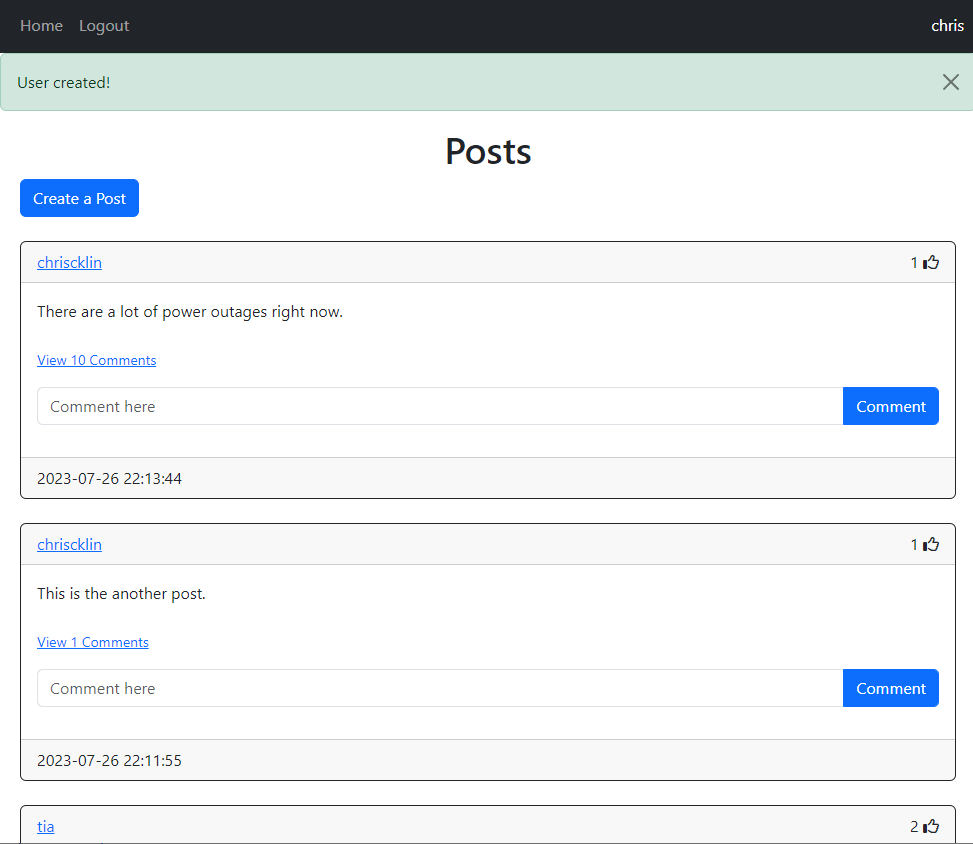 Home Logout chris
User created!
Posts
Create a Post
chriscklin 1
There are a lot of power outages right now.
View 10 Comments
Comment here Comment
2023-07-26 22:13:44
chriscklin 1
This is the another post.
View 1 Comments
Comment here Comment
2023-07-26 22:11:55
tia 2